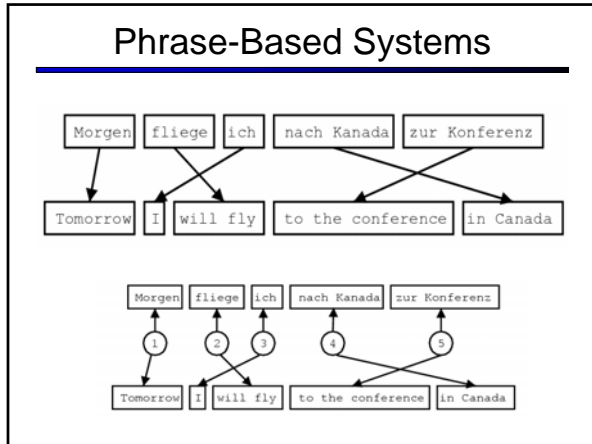 Phrase-Based Systems
Morgen fliege ich nach Kanada zur Konferenz
Tomorrow I will fly to the conference in Canada
Morgen fliege ich nach Kanada zur Konferenz
1 2 3 4 5
Tomorrow I will fly to the conference in Canada